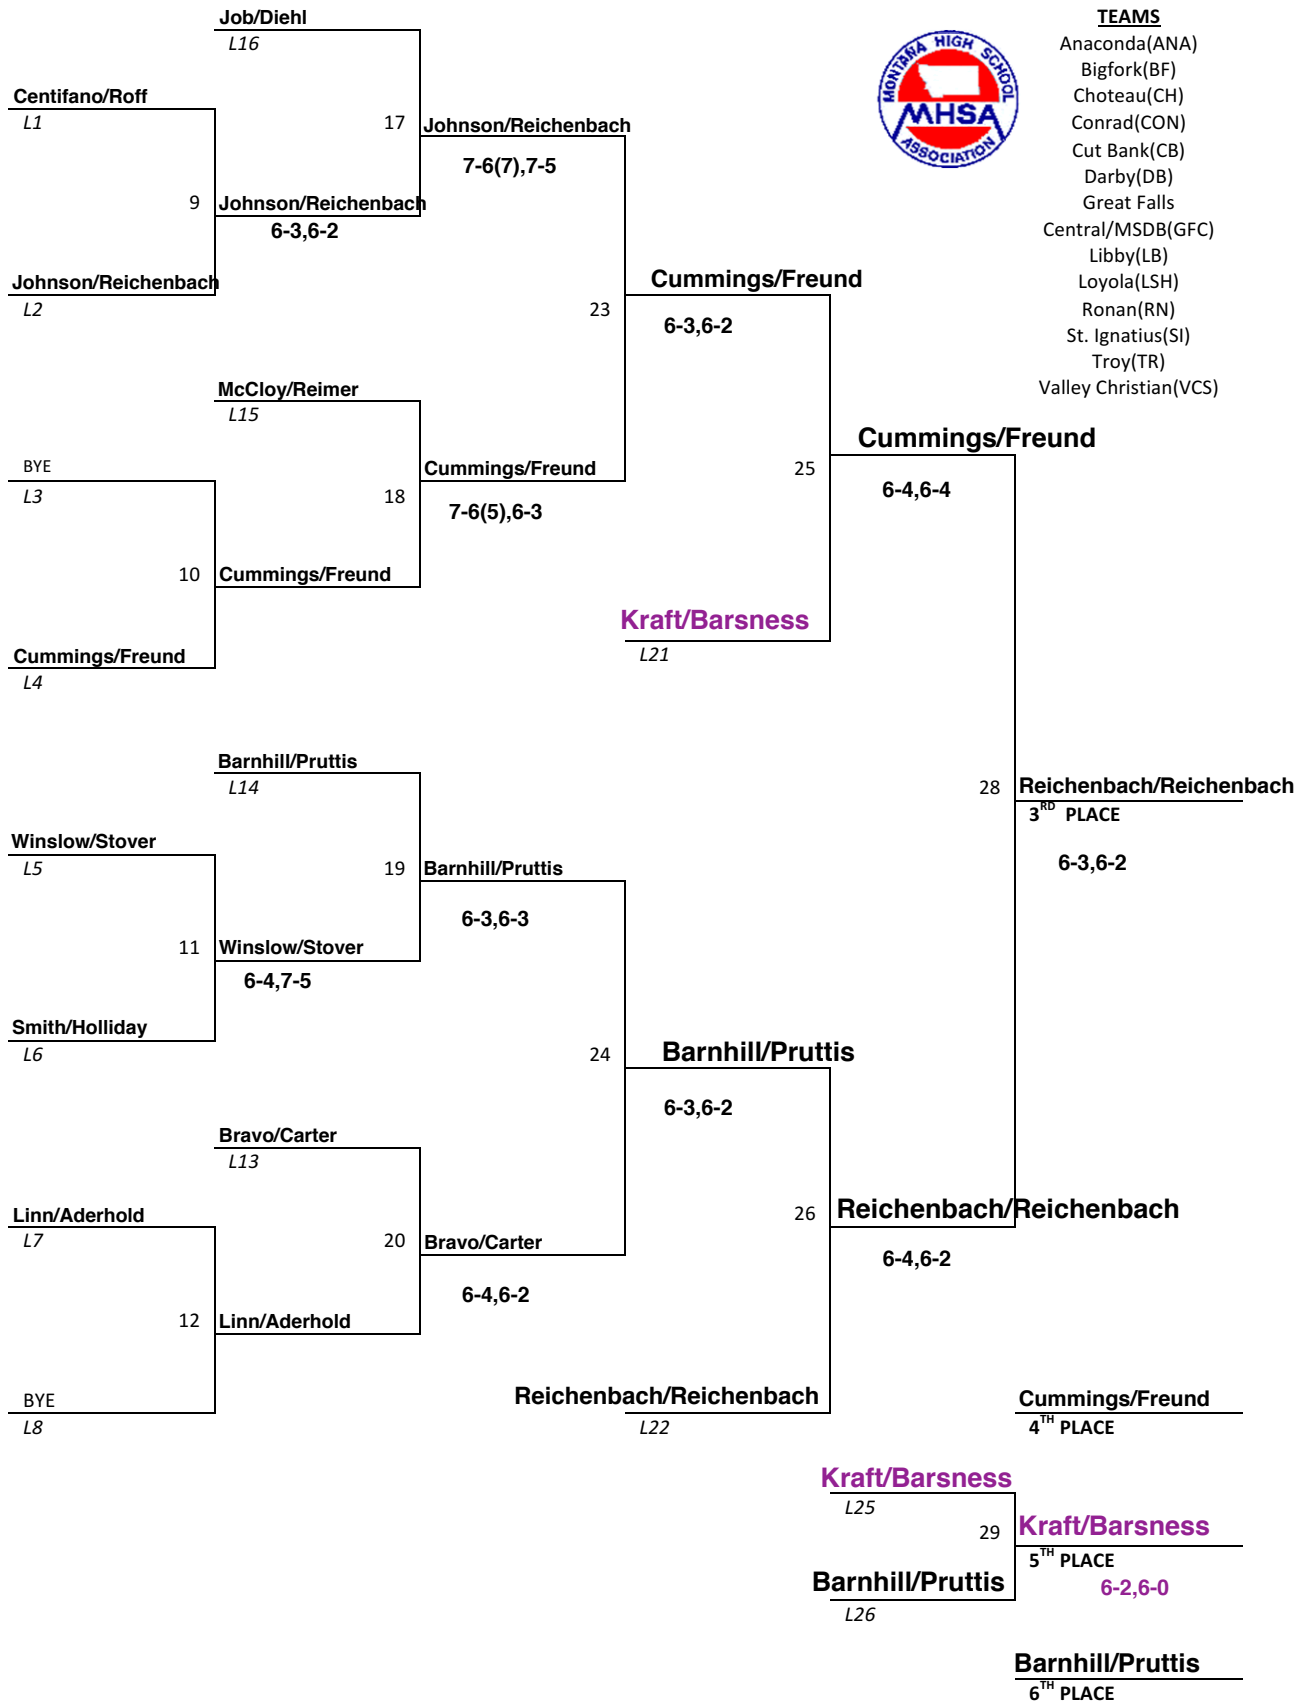 Job/Diehl
L16
MONTANA HIGH SCHOOL
MHSA
ASSOCIATION
TEAMS
Anaconda(ANA)
Bigfork(BF)
Choteau(CH)
Conrad(CON)
Cut Bank(CB)
Darby(DB)
Great Falls
Central/MSDB(GFC)
Libby(LB)
Loyola(LSH)
Ronan(RN)
St. Ignatius(SI)
Troy(TR)
Valley Christian(VCS)
Centifano/Roff
L1
17
Johnson/Reichenbach
7-6(7),7-5
9
Johnson/Reichenbach
6-3,6-2
Johnson/Reichenbach
L2
23
Cummings/Freund
6-3,6-2
McCloy/Reimer
L15
Cummings/Freund
25
6-4,6-4
BYE
L3
18
Cummings/Freund
7-6(5),6-3
10
Cummings/Freund
Kraft/Barsness
L21
Cummings/Freund
L4
Barnhill/Pruttis
L14
28
Reichenbach/Reichenbach
3RD PLACE
6-3,6-2
Winslow/Stover
L5
19
Barnhill/Pruttis
6-3,6-3
11
Winslow/Stover
6-4,7-5
Smith/Holliday
L6
24
Barnhill/Pruttis
6-3,6-2
Bravo/Carter
L13
Linn/Aderhold
L7
20
Bravo/Carter
6-4,6-2
26
Reichenbach/Reichenbach
6-4,6-2
12
Linn/Aderhold
BYE
L8
Reichenbach/Reichenbach
L22
Cummings/Freund
4TH PLACE
Kraft/Barsness
L25
29
Kraft/Barsness
5TH PLACE
6-2,6-0
Barnhill/Pruttis
L26
Barnhill/Pruttis
6TH PLACE